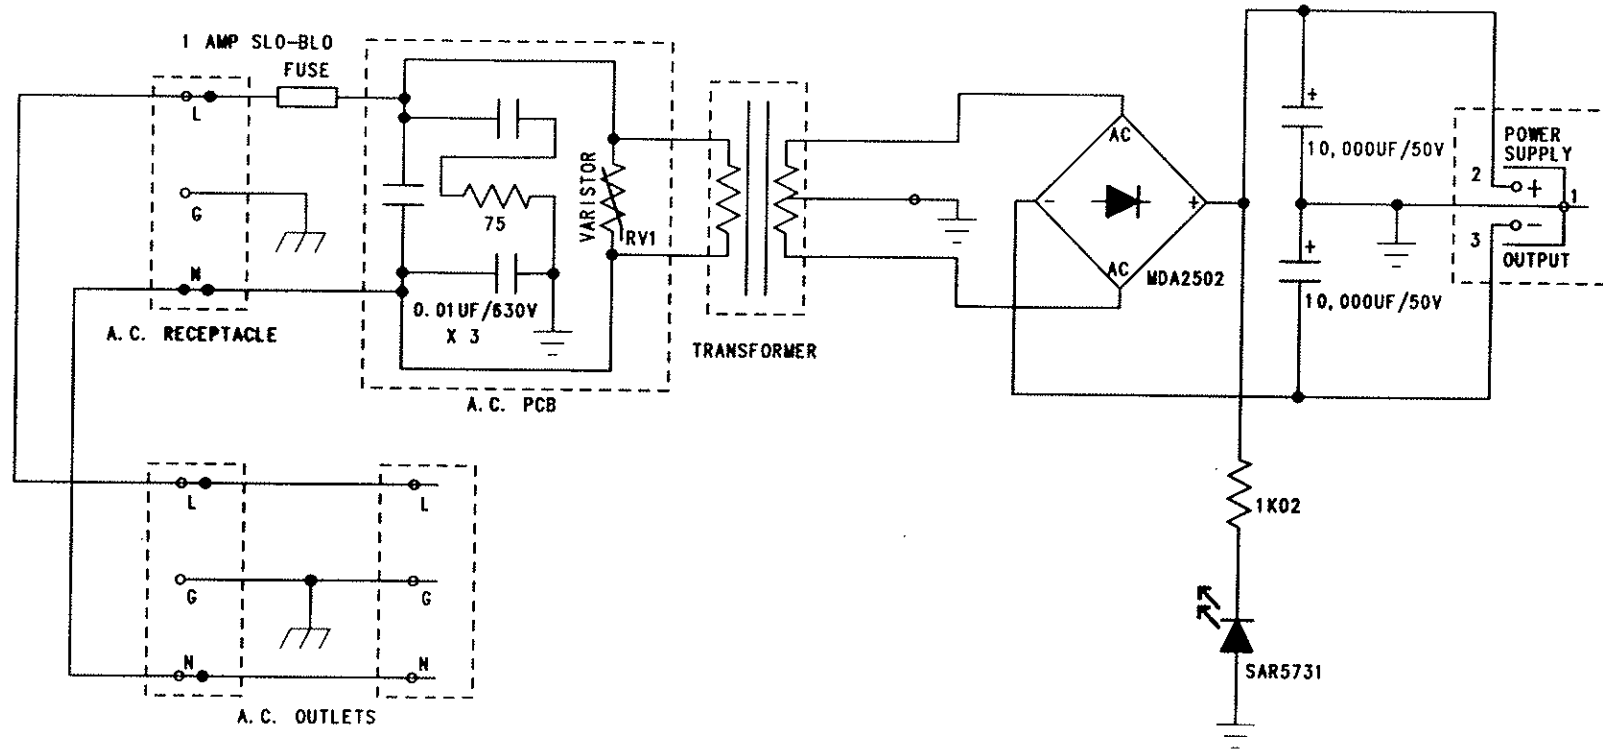 1 AMP SLO-BLO
FUSE
L
G
N
A.C. RECEPTACLE
75
VARISTOR
RV1
0.01UF/630V
X 3
A.C. PCB
TRANSFORMER
AC
-
+
AC
MDA2502
+
10,000UF/50V
+
10,000UF/50V
POWER
SUPPLY
2
+
1
-
3
OUTPUT
1K02
SAR5731
L
L
G
G
N
N
A.C. OUTLETS